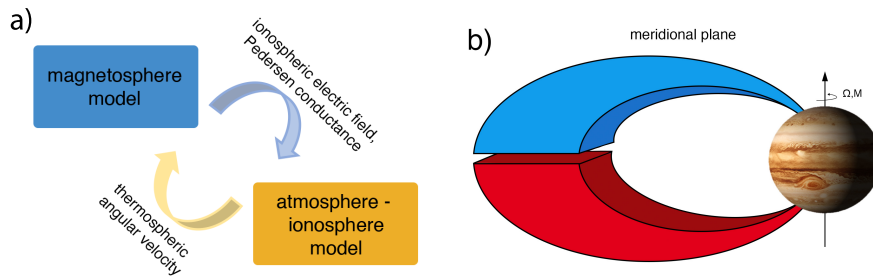 a)
magnetosphere
model
ionospheric electric field,
Pedersen conductance
thermospheric
angular velocity
atmosphere -
ionosphere
model
b)
meridional plane
Ω,M